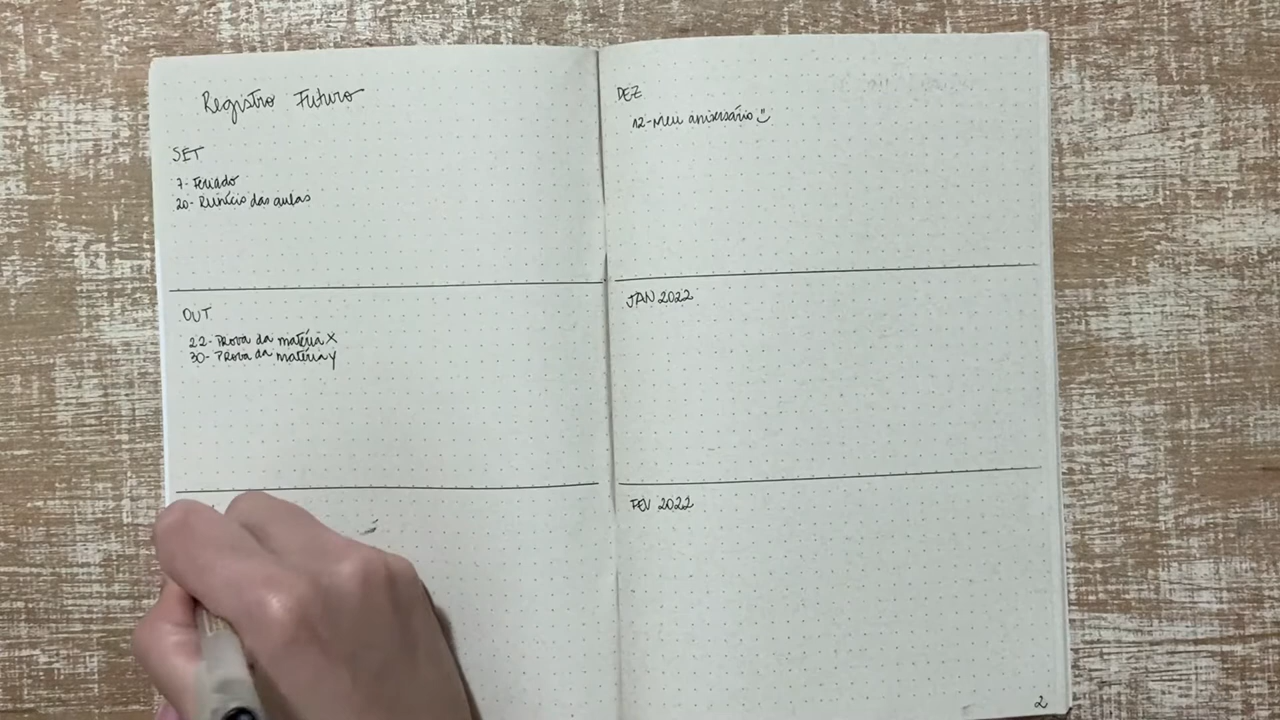 Registro Futuro
SET
7- Feriado
20- Reinício das aulas
OUT
22- Prova da matéria X
30- Prova da matéria y
DEZ
12-Meu aniversário
JAN 2022
FEV 2022
2